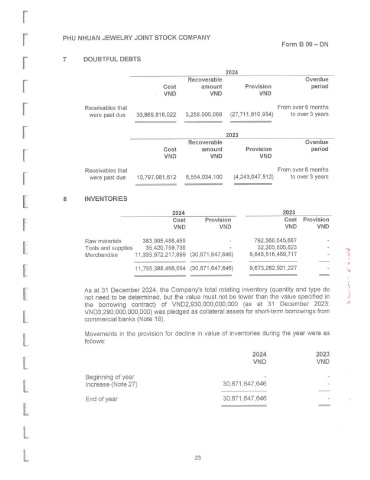 PHU NHUAN JEWELRY JOINT STOCK COMPANY
Form B 09 – DN
7 DOUBTFUL DEBTS
2024
Cost VND Recoverable amount VND Provision VND Overdue period
Receivables that were past due 30,969,816,022 3,258,005,068 (27,711,810,954) From over 6 months to over 3 years
2023
Cost VND Recoverable amount VND Provision VND Overdue period
Receivables that were past due 10,797,081,612 6,554,034,100 (4,243,047,512) From over 6 months to over 3 years
8 INVENTORIES
2024 2023
Cost VND Provision VND Cost VND Provision VND
Raw materials 383,995,488,469 - 792,560,845,667 -
Tools and supplies 35,420,759,736 - 32,205,605,823 -
Merchandise 11,335,972,217,889 (30,871,647,646) 8,848,516,469,717 -
11,755,388,466,094 (30,871,647,646) 9,673,282,921,227 -
As at 31 December 2024, the Company's total rotating inventory (quantity and type do
not need to be determined, but the value must not be lower than the value specified in
the borrowing contract) of VND2,930,000,000,000 (as at 31 December 2023:
VND3,290,000,000,000) was pledged as collateral assets for short-term borrowings from
commercial banks (Note 18).
Movements in the provision for decline in value of inventories during the year were as
follows:
2024 VND 2023 VND
Beginning of year - -
Increase (Note 27) 30,871,647,646 -
End of year 30,871,647,646 -
23